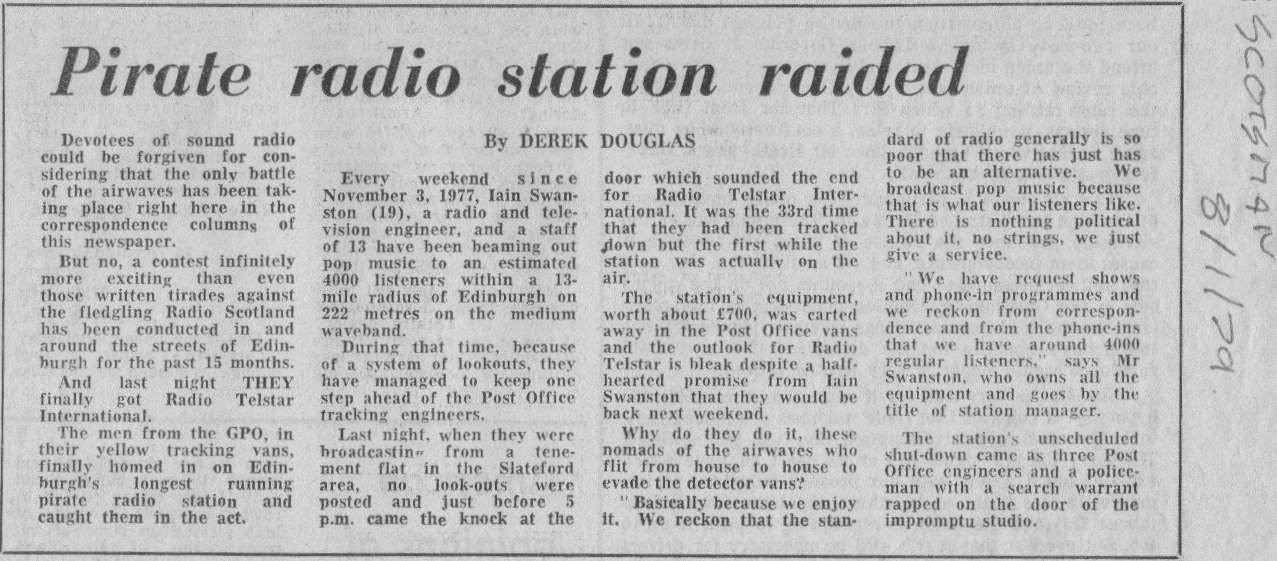 Pirate radio station raided
By DEREK DOUGLAS
Devotees of sound radio
could be forgiven for con-
sidering that the only battle
of the airwaves has been tak-
ing place right here in the
correspondence columns of
this newspaper.
But no, a contest infinitely
more exciting than even
those written tirades against
the fledgling Radio Scotland
has been conducted in and
around the streets of Edin-
burgh for the past 15 months.
And last night THEY
finally got Radio Telstar
International.
The men from the GPO, in
their yellow tracking vans,
finally homed in on Edin-
burgh's longest running
pirate radio station and
caught them in the act.
Every weekend since
November 3, 1977, Iain Swan-
ston (19), a radio and tele-
vision engineer, and a staff
of 13 have been beaming out
pop music to an estimated
4000 listeners within a 13-
mile radius of Edinburgh on
222 metres on the medium
waveband.
During that time, because
of a system of lookouts, they
have managed to keep one
step ahead of the Post Office
tracking engineers.
Last night, when they were
broadcasting from a tene-
ment flat in the Slateford
area, no look-outs were
posted and just before 5
p.m. came the knock at the
door which sounded the end
for Radio Telstar Inter-
national. It was the 33rd time
that they had been tracked
down but the first while the
station was actually on the
air.
The station's equipment,
worth about £700, was carted
away in the Post Office vans
and the outlook for Radio
Telstar is bleak despite a half-
hearted promise from Iain
Swanston that they would be
back next weekend.
Why do they do it, these
nomads of the airwaves who
flit from house to house to
evade the detector vans?
"Basically because we enjoy
it. We reckon that the stan-
dard of radio generally is so
poor that there has just has
to be an alternative. We
broadcast pop music because
that is what our listeners like.
There is nothing political
about it, no strings, we just
give a service.
"We have request shows
and phone-in programmes and
we reckon from correspon-
dence and from the phone-ins
that we have around 4000
regular listeners," says Mr
Swanston, who owns all the
equipment and goes by the
title of station manager.
The station's unscheduled
shut-down came as three Post
Office engineers and a police-
man with a search warrant
rapped on the door of the
impromptu studio.
SCOTSMAN
8/1/79.